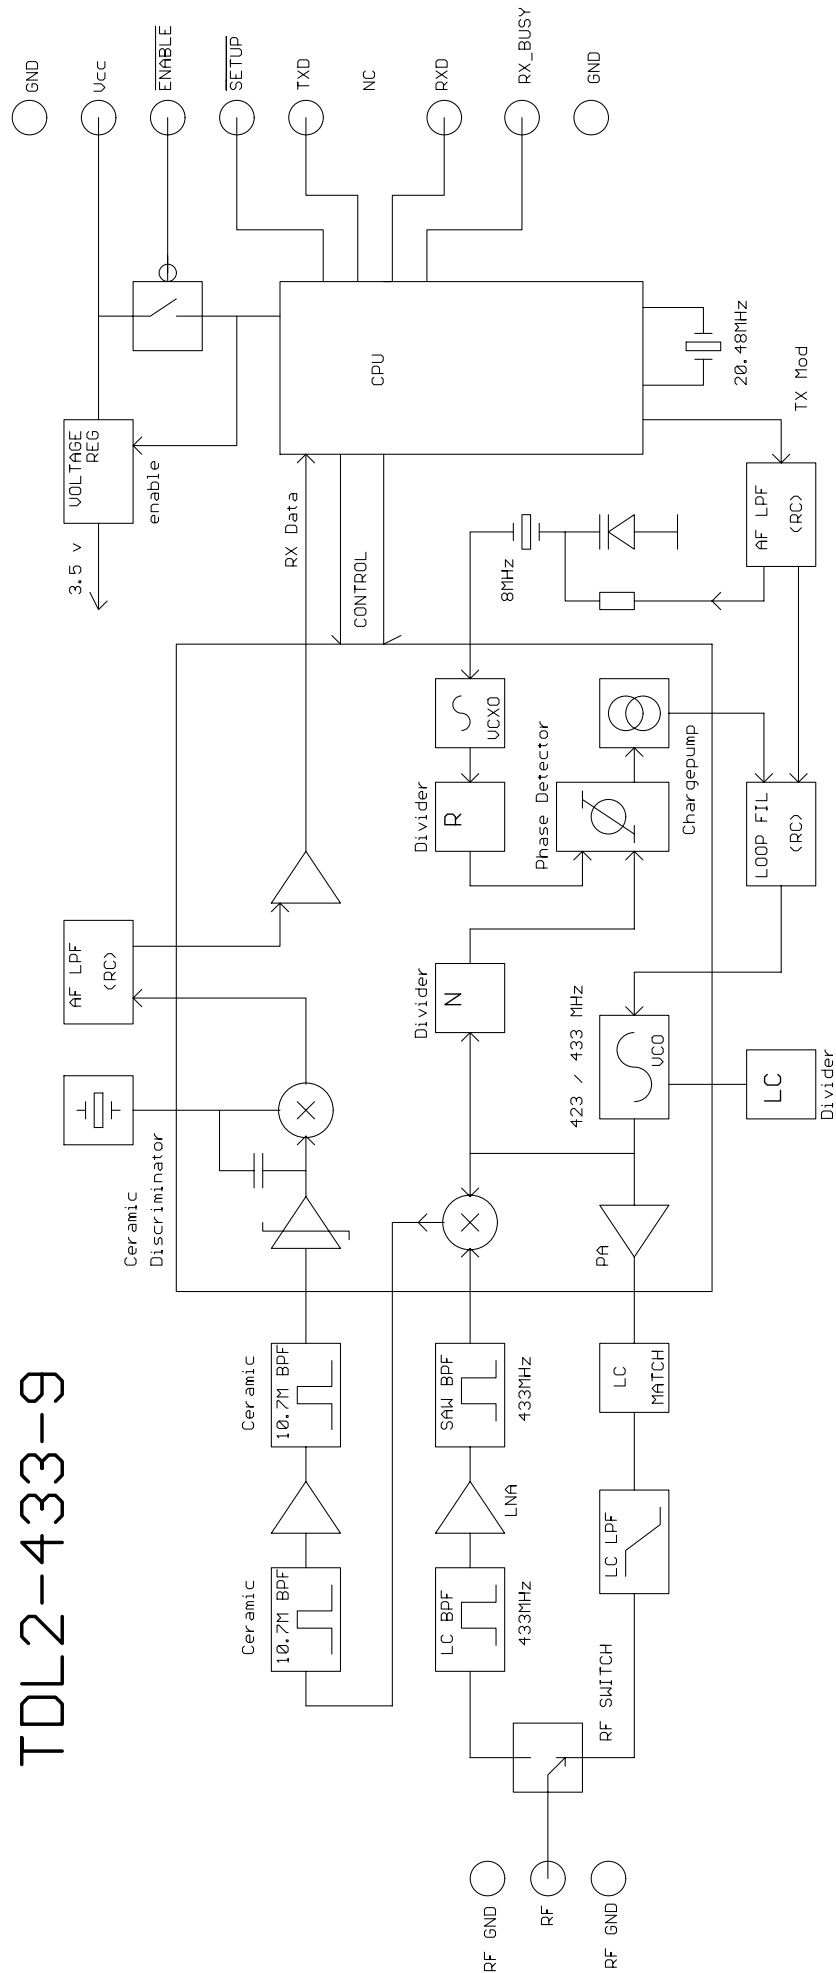 TDL2-433-9
RF GND
RF
RF GND
RF SWITCH
Ceramic
10.7M BPF
Ceramic
10.7M BPF
LC BPF
433MHz
LNA
SAW BPF
433MHz
LC LPF
LC
MATCH
PA
Ceramic
Discriminator
AF LPF
(RC)
423 / 433 MHz
VCO
LC
Divider
Divider
N
Divider
R
VCXO
Phase Detector
Chargepump
LOOP FIL
(RC)
8MHz
AF LPF
(RC)
TX Mod
RX Data
CONTROL
3.5 v
VOLTAGE
REG
enable
CPU
20.48MHz
GND
Vcc
ENABLE
SETUP
TXD
NC
RXD
RX_BUSY
GND